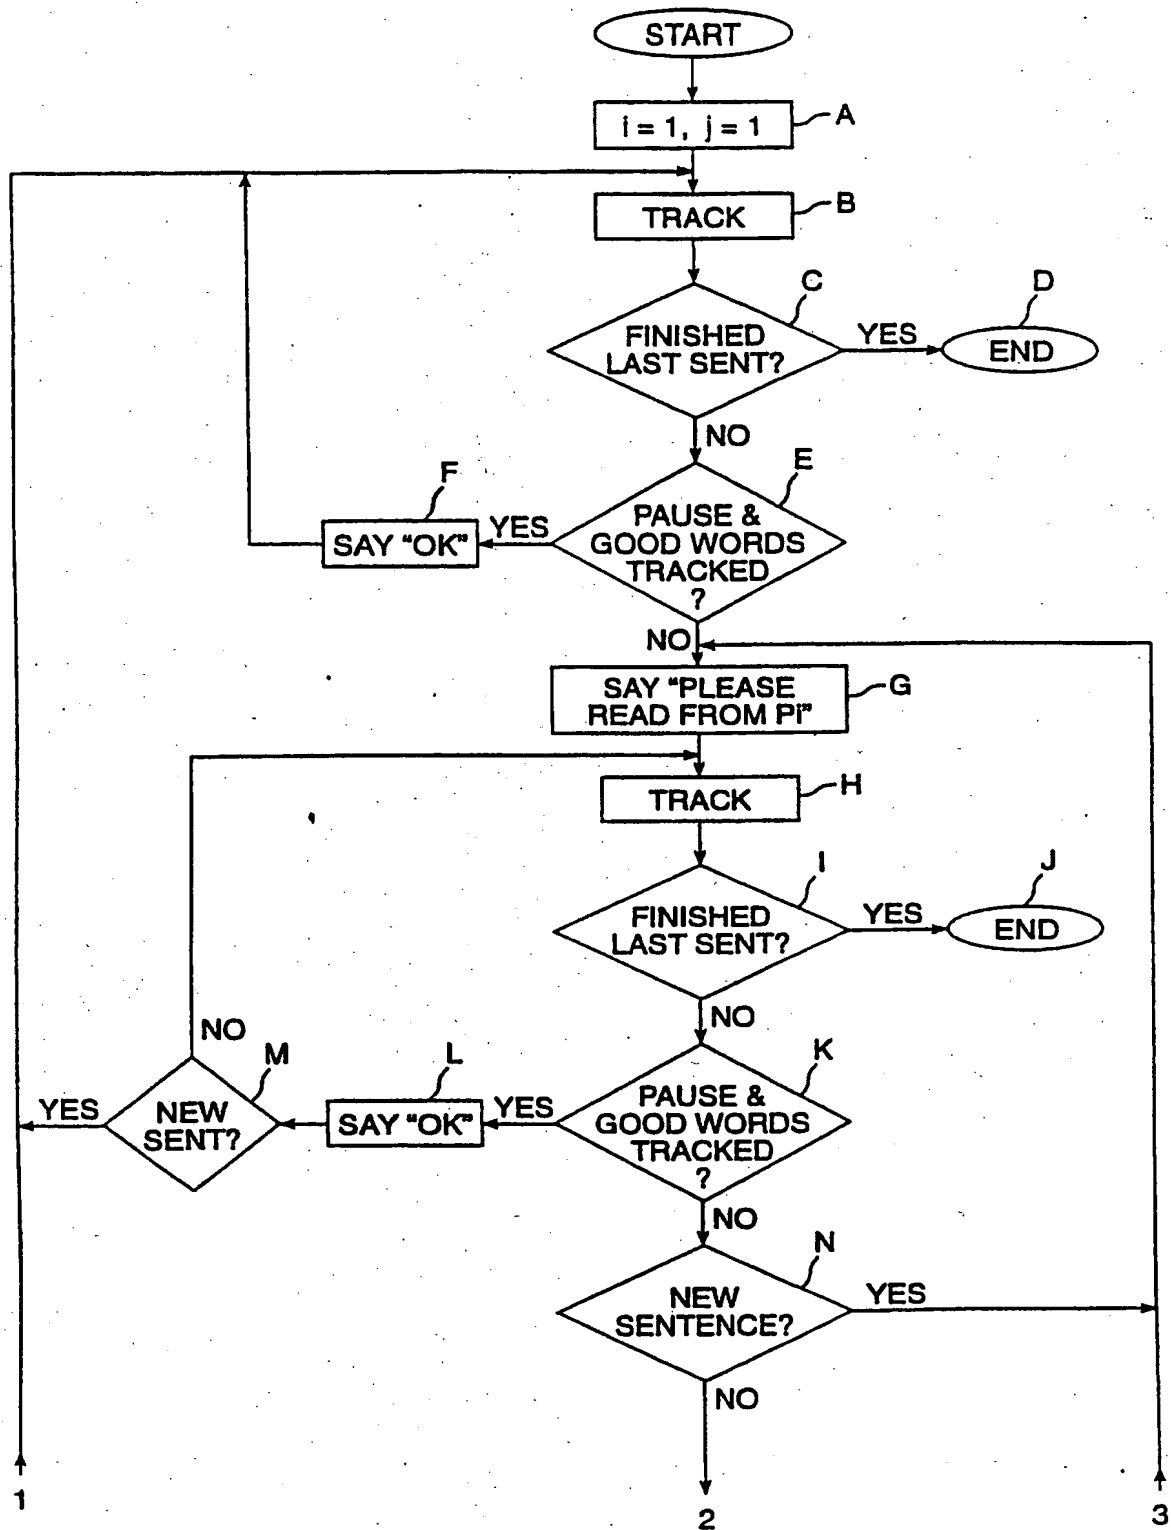 START
i = 1, j = 1
A
TRACK
B
C
FINISHED
LAST SENT?
YES
D
END
NO
E
F
PAUSE &
GOOD WORDS
TRACKED
?
YES
SAY "OK"
NO
G
SAY "PLEASE
READ FROM Pi"
TRACK
H
I
FINISHED
LAST SENT?
YES
J
END
NO
K
PAUSE &
GOOD WORDS
TRACKED
?
YES
L
SAY "OK"
M
NEW
SENT?
NO
YES
NO
N
NEW
SENTENCE?
YES
NO
1
2
3